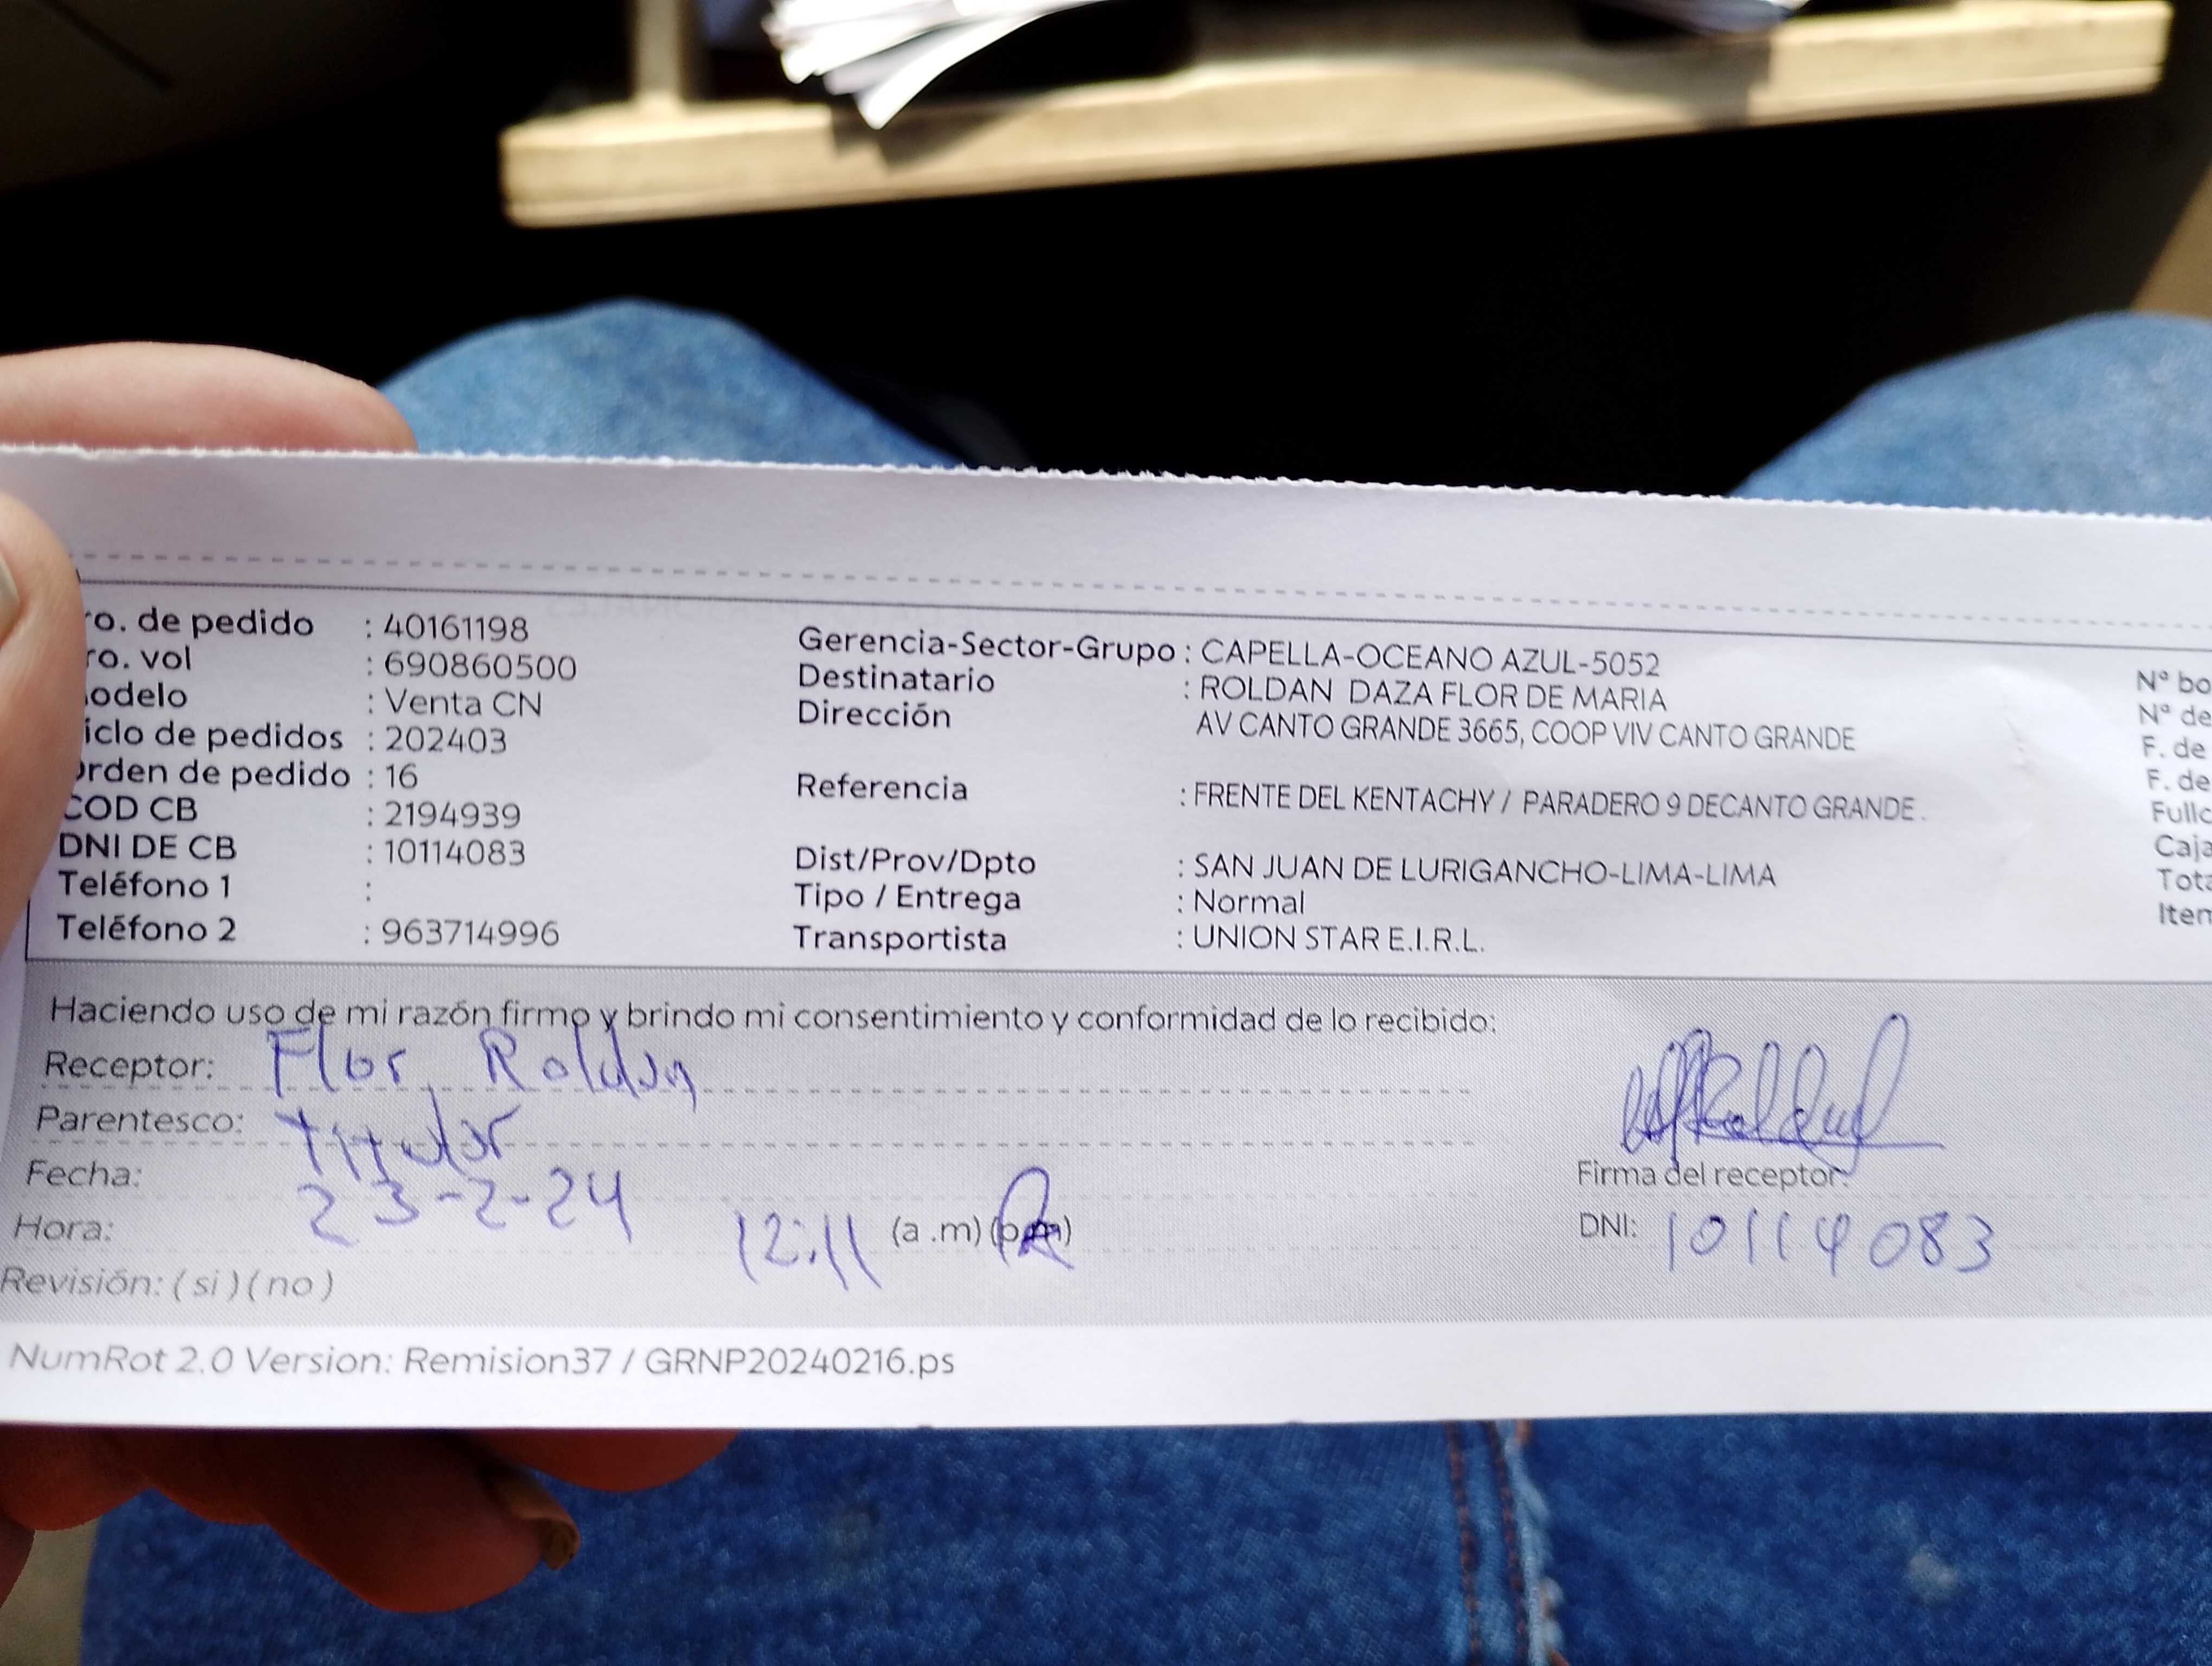 ro. de pedido : 40161198
ro. vol : 690860500
odelo : Venta CN
iclo de pedidos : 202403
rden de pedido : 16
COD CB : 2194939
DNI DE CB : 10114083
Teléfono 1 :
Teléfono 2 : 963714996
Gerencia-Sector-Grupo : CAPELLA-OCEANO AZUL-5052
Destinatario : ROLDAN DAZA FLOR DE MARIA
Dirección AV CANTO GRANDE 3665, COOP VIV CANTO GRANDE
Referencia : FRENTE DEL KENTACHY / PARADERO 9 DECANTO GRANDE .
Dist/Prov/Dpto : SAN JUAN DE LURIGANCHO-LIMA-LIMA
Tipo / Entrega : Normal
Transportista : UNION STAR E.I.R.L.
Nº bo
Nº de
F. de
F. de
Fullc
Caja
Tota
Item
Haciendo uso de mi razón firmo y brindo mi consentimiento y conformidad de lo recibido:
Receptor: Flor Roldan
Parentesco: Titular
Fecha: 23-2-24
Hora: 12:11 (a .m) (p.m)
Revisión: ( si ) ( no )
Firma del receptor:
DNI: 10114083
NumRot 2.0 Version: Remision37 / GRNP20240216.ps